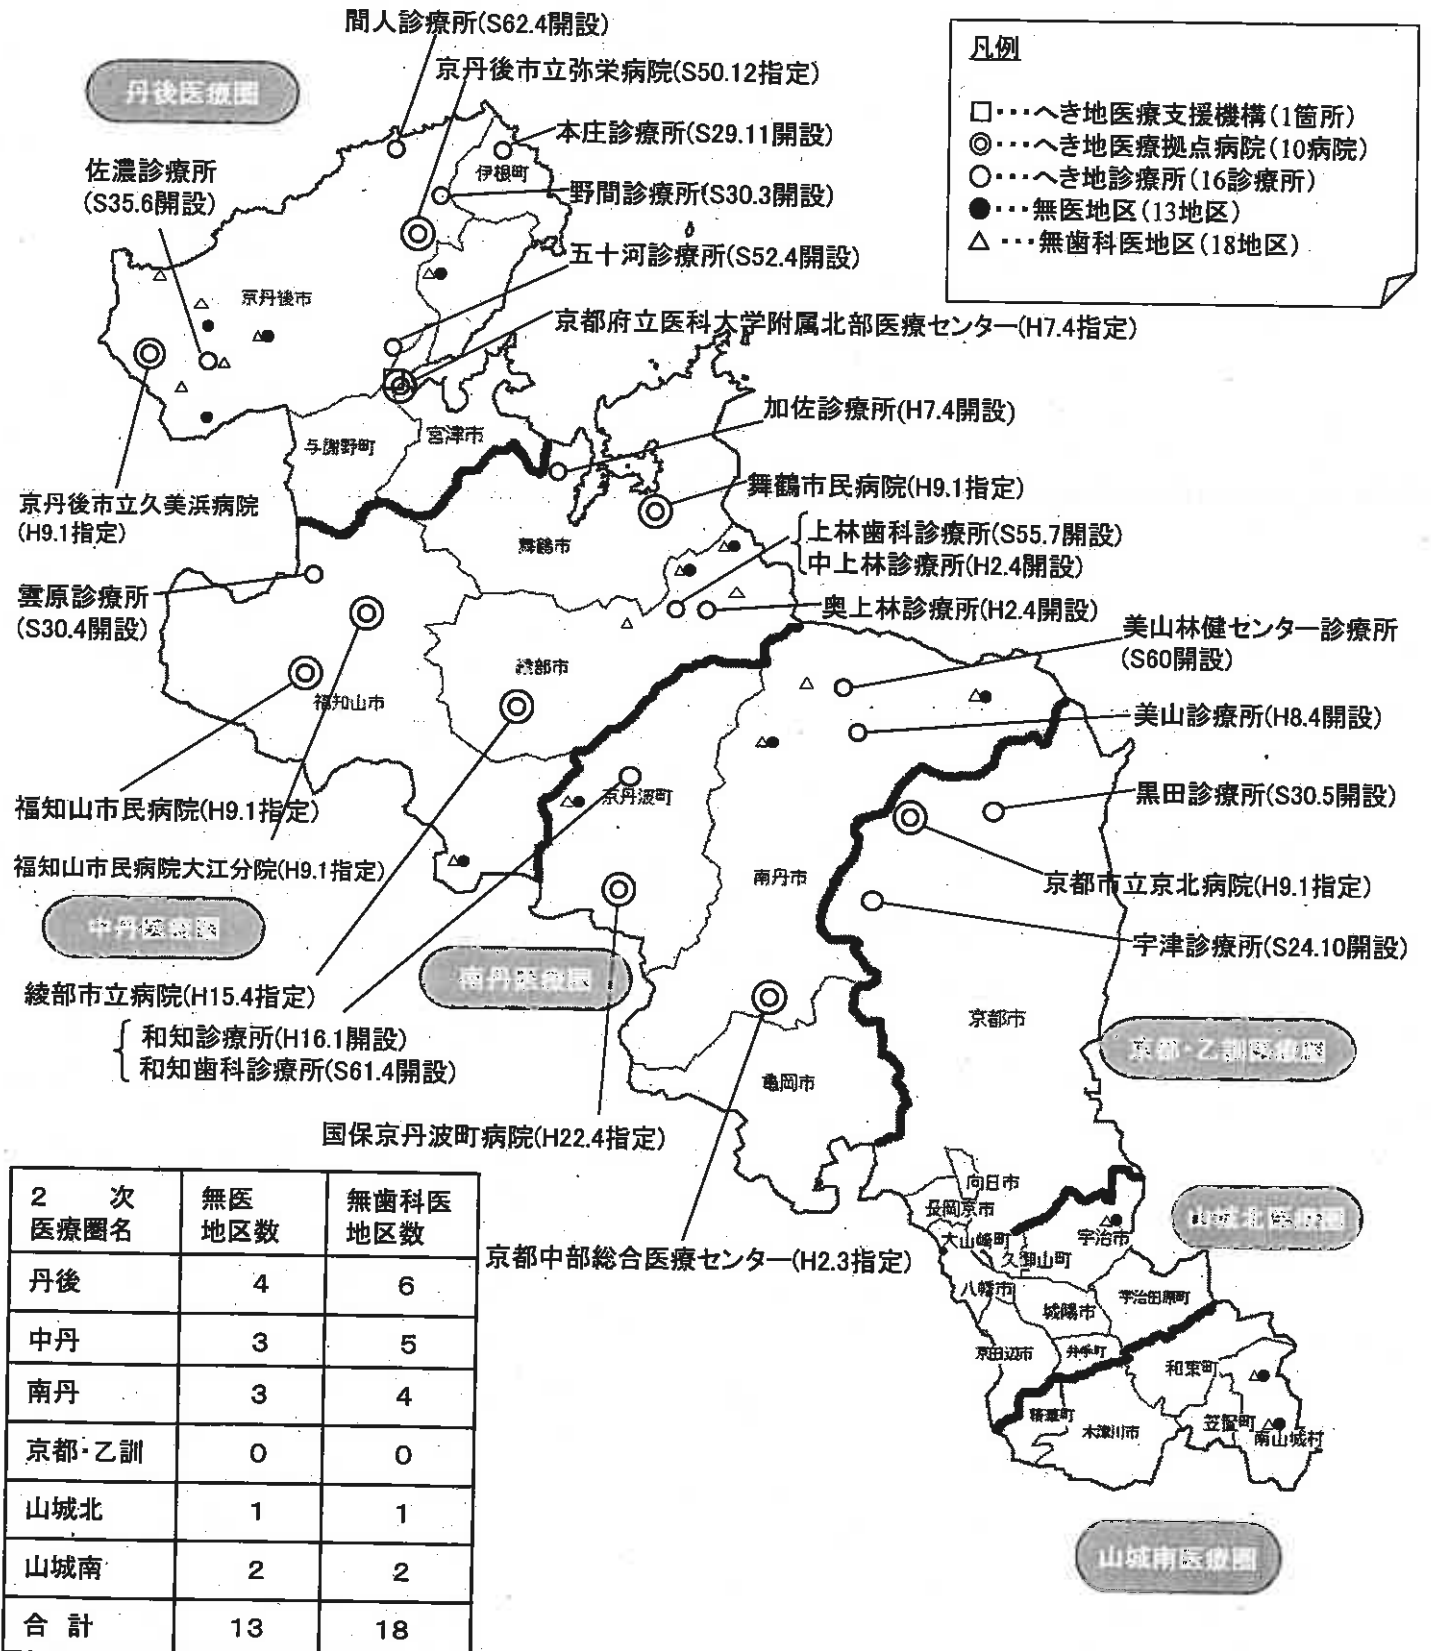 間人診療所(S62.4開設)
京丹後市立弥栄病院(S50.12指定)
丹後医療圏
本庄診療所(S29.11開設)
伊根町
野間診療所(S30.3開設)
佐濃診療所
(S35.6開設)
五十河診療所(S52.4開設)
京丹後市
京都府立医科大学附属北部医療センター(H7.4指定)
凡例
□・・・へき地医療支援機構(1箇所)
◎・・・へき地医療拠点病院(10病院)
○・・・へき地診療所(16診療所)
●・・・無医地区(13地区)
△・・・無歯科医地区(18地区)
加佐診療所(H7.4開設)
与謝野町
宮津市
舞鶴市民病院(H9.1指定)
京丹後市立久美浜病院
(H9.1指定)
上林歯科診療所(S55.7開設)
中上林診療所(H2.4開設)
舞鶴市
雲原診療所
(S30.4開設)
奥上林診療所(H2.4開設)
美山林健センター診療所
(S60開設)
綾部市
福知山市
美山診療所(H8.4開設)
福知山市民病院(H9.1指定)
京丹波町
黒田診療所(S30.5開設)
福知山市民病院大江分院(H9.1指定)
南丹市
京都市立京北病院(H9.1指定)
中丹医療圏
宇津診療所(S24.10開設)
南丹医療圏
綾部市立病院(H15.4指定)
和知診療所(H16.1開設)
和知歯科診療所(S61.4開設)
京都市
京都・乙訓医療圏
亀岡市
国保京丹波町病院(H22.4指定)
向日市
長岡京市
山城北医療圏
大山崎町
久御山町
宇治市
京都中部総合医療センター(H2.3指定)
八幡市
城陽市
宇治田原町
京田辺市
井手町
和束町
精華町
木津川市
笠置町
南山城村
山城南医療圏
2 次
医療圏名
無医
地区数
無歯科医
地区数
丹後 4 6
中丹 3 5
南丹 3 4
京都・乙訓 0 0
山城北 1 1
山城南 2 2
合 計 13 18